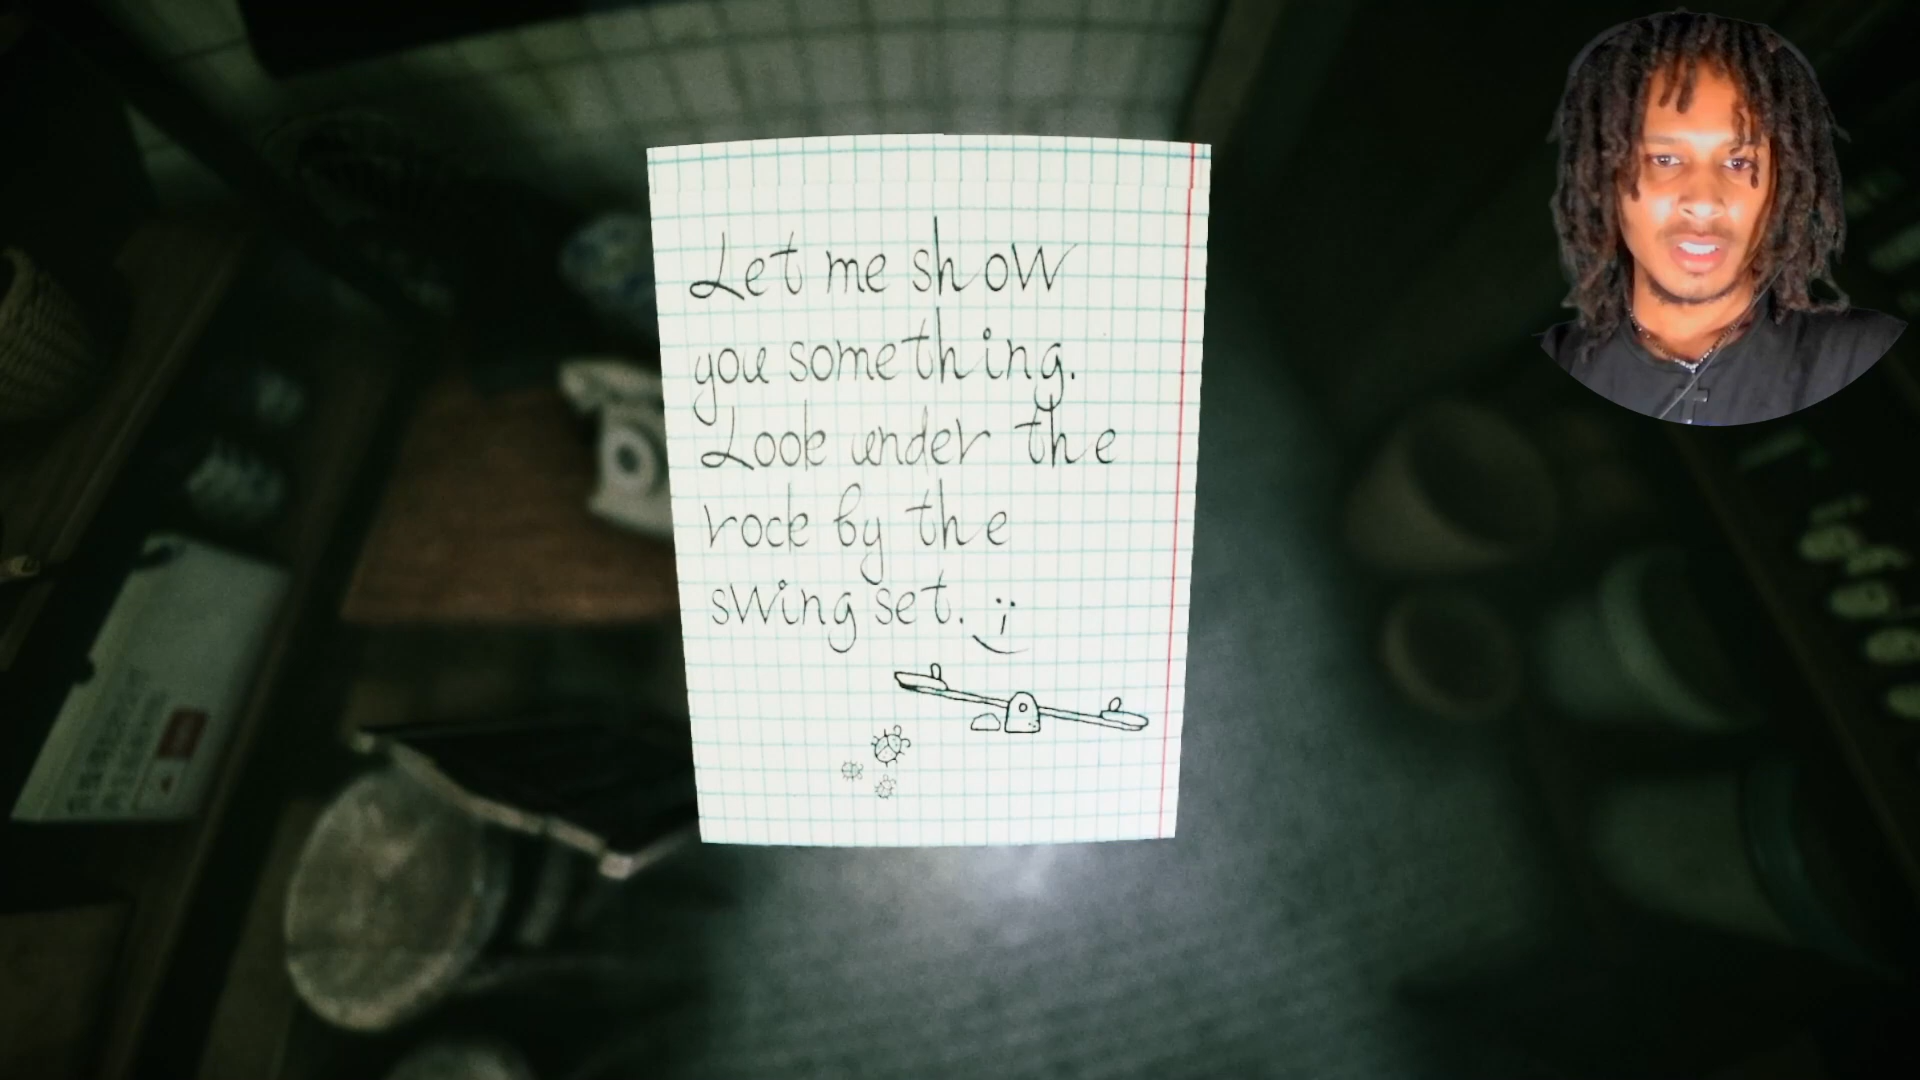 Let me show
you something.
Look under the
rock by the
swing set. :)